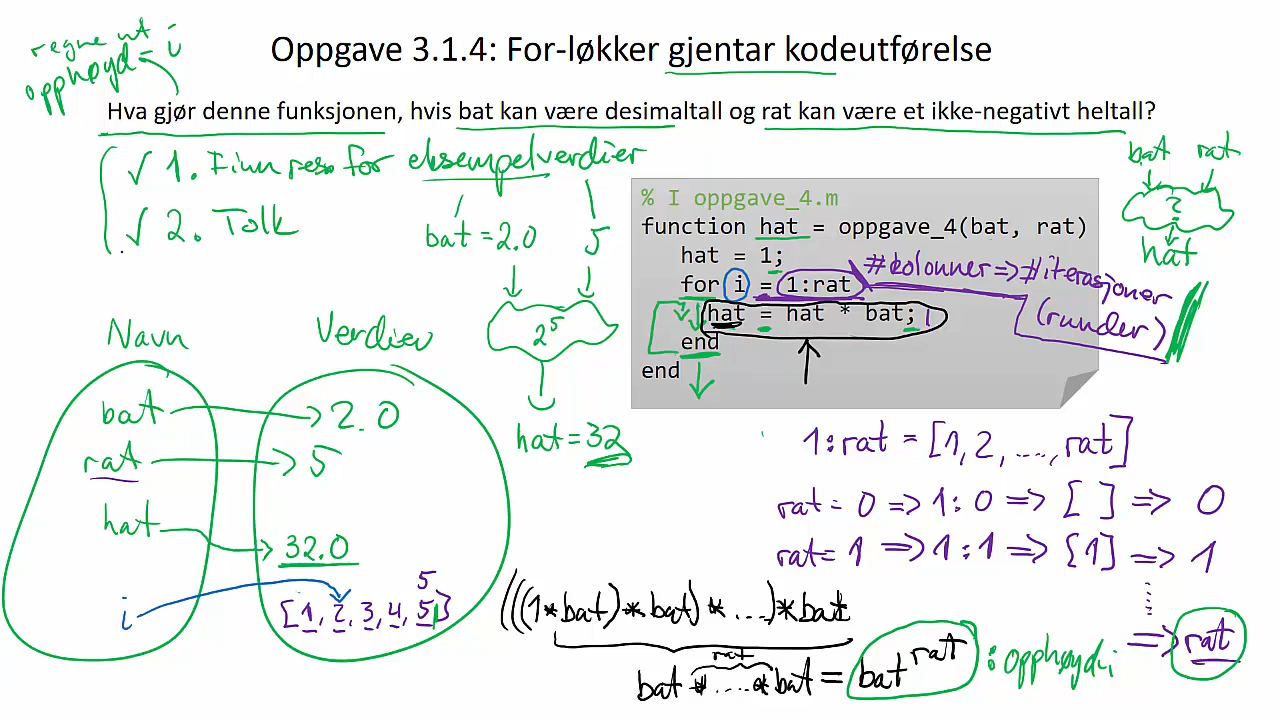 regne ut
opphøyd i
Oppgave 3.1.4: For-løkker gjentar kodeutførelse
Hva gjør denne funksjonen, hvis bat kan være desimaltall og rat kan være et ikke-negativt heltall?
✓ 1. Finn res. for eksempelverdier
✓ 2. Tolk
bat = 2.0 5
2^5
hat = 32
bat rat
?
hat
% I oppgave_4.m
function hat = oppgave_4(bat, rat)
hat = 1;
for i = 1:rat
hat = hat * bat;
end
end
#kolonner => #iterasjoner
(runder)
Navn Verdier
bat 2.0
rat 5
hat 32.0
5
i [1, 2, 3, 4, 5]
1:rat = [1, 2, ..., rat]
rat = 0 => 1:0 => [ ] => 0
rat = 1 => 1:1 => [1] => 1
=> rat
(((1*bat)*bat)*...)*bat
rat
bat * .... * bat = bat^rat : opphøyd i